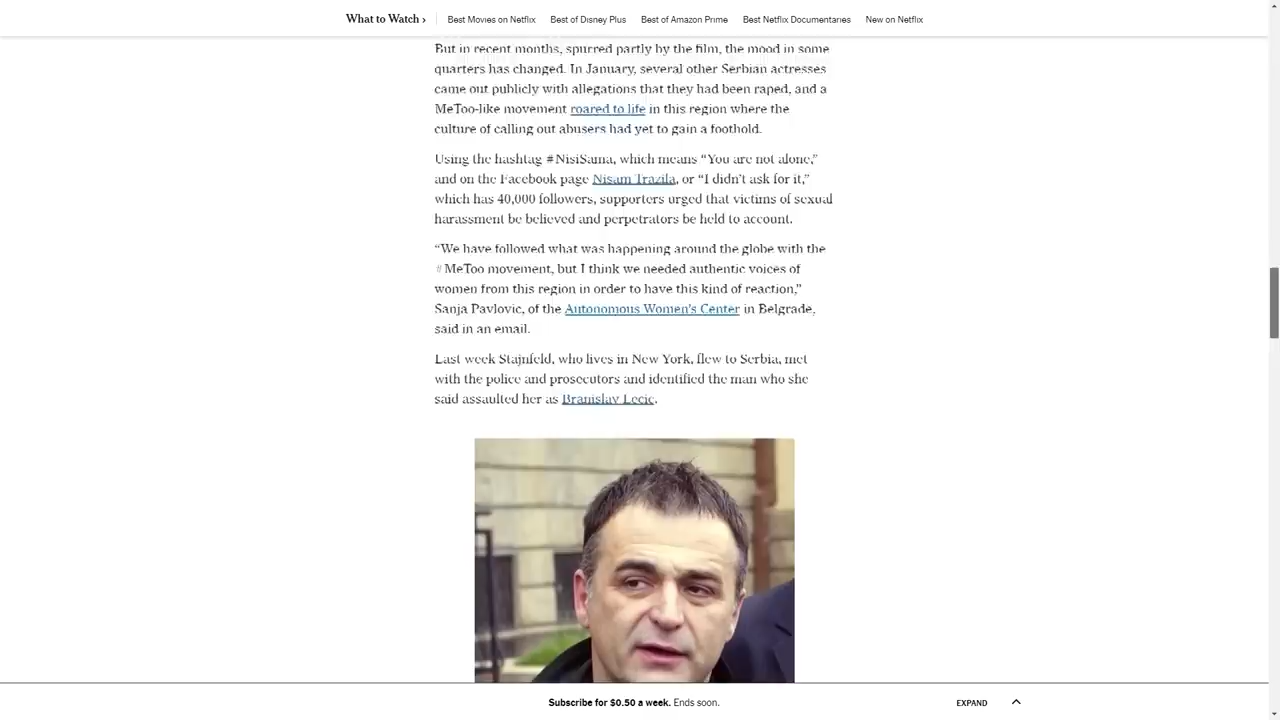 What to Watch › Best Movies on Netflix Best of Disney Plus Best of Amazon Prime Best Netflix Documentaries New on Netflix
But in recent months, spurred partly by the film, the mood in some
quarters has changed. In January, several other Serbian actresses
came out publicly with allegations that they had been raped, and a
MeToo-like movement roared to life in this region where the
culture of calling out abusers had yet to gain a foothold.
Using the hashtag #NisiSama, which means “You are not alone,”
and on the Facebook page Nisam Trazila, or “I didn’t ask for it,”
which has 40,000 followers, supporters urged that victims of sexual
harassment be believed and perpetrators be held to account.
“We have followed what was happening around the globe with the
#MeToo movement, but I think we needed authentic voices of
women from this region in order to have this kind of reaction,”
Sanja Pavlovic, of the Autonomous Women's Center in Belgrade,
said in an email.
Last week Stajnfeld, who lives in New York, flew to Serbia, met
with the police and prosecutors and identified the man who she
said assaulted her as Branislav Lecic.
Subscribe for $0.50 a week. Ends soon. EXPAND